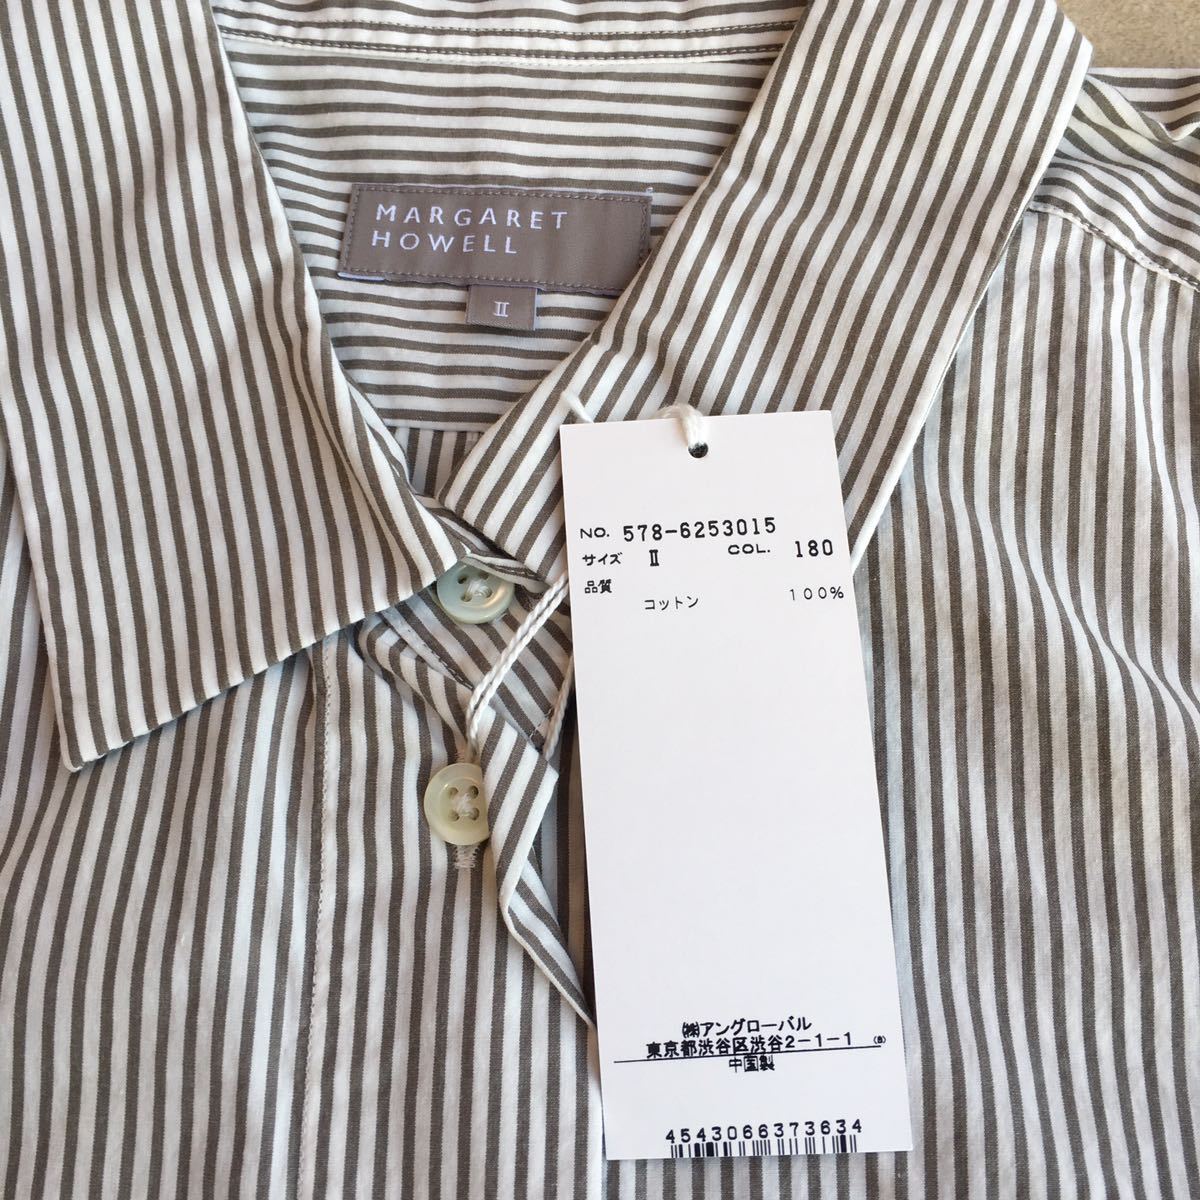 MARGARET
HOWELL
II
NO. 578-6253015
サイズ II COL. 180
品質
コットン 100%
㈱アングローバル
東京都渋谷区渋谷2-1-1 (B)
中国製
4543066373634